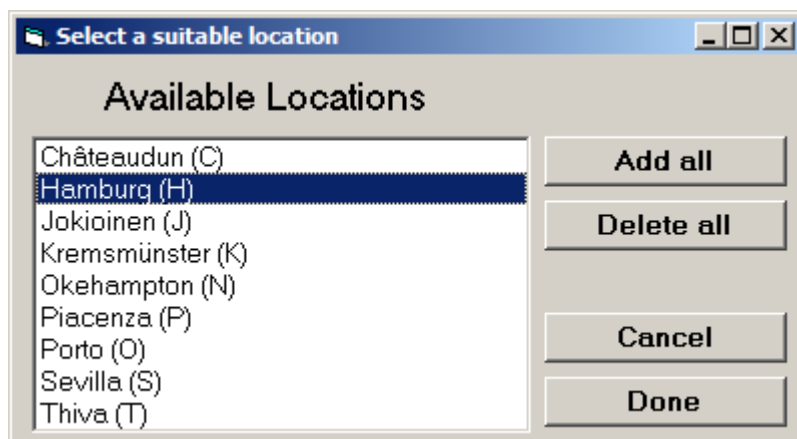 Select a suitable location
Available Locations
Châteaudun (C)
Hamburg (H)
Jokioinen (J)
Kremsmünster (K)
Okehampton (N)
Piacenza (P)
Porto (O)
Sevilla (S)
Thiva (T)
Add all
Delete all
Cancel
Done